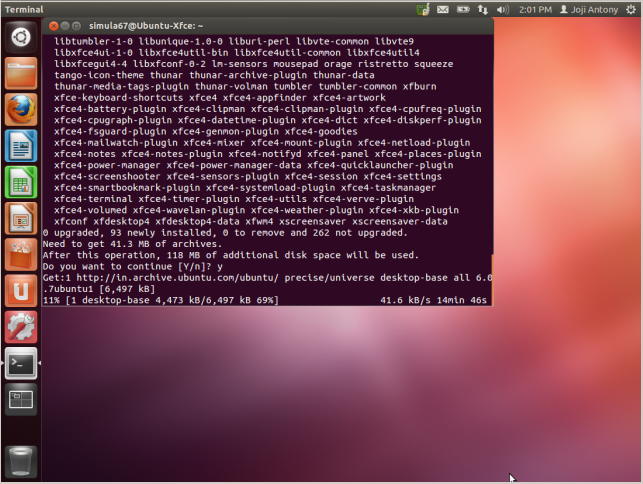 Terminal
2:01 PM
Joji Antony
simula67@Ubuntu-Xfce: ~
libtumbler-1-0 libunique-1.0-0 liburi-perl libvte-common libvte9
libxfce4ui-1-0 libxfce4util-bin libxfce4util-common libxfce4util4
libxfcegui4-4 libxfconf-0-2 lm-sensors mousepad orage ristretto squeeze
tango-icon-theme thunar thunar-archive-plugin thunar-data
thunar-media-tags-plugin thunar-volman tumbler tumbler-common xfburn
xfce-keyboard-shortcuts xfce4 xfce4-appfinder xfce4-artwork
xfce4-battery-plugin xfce4-clipman xfce4-clipman-plugin xfce4-cpufreq-plugin
xfce4-cpugraph-plugin xfce4-datetime-plugin xfce4-dict xfce4-diskperf-plugin
xfce4-fsguard-plugin xfce4-genmon-plugin xfce4-goodies
xfce4-mailwatch-plugin xfce4-mixer xfce4-mount-plugin xfce4-netload-plugin
xfce4-notes xfce4-notes-plugin xfce4-notifyd xfce4-panel xfce4-places-plugin
xfce4-power-manager xfce4-power-manager-data xfce4-quicklauncher-plugin
xfce4-screenshooter xfce4-sensors-plugin xfce4-session xfce4-settings
xfce4-smartbookmark-plugin xfce4-systemload-plugin xfce4-taskmanager
xfce4-terminal xfce4-timer-plugin xfce4-utils xfce4-verve-plugin
xfce4-volumed xfce4-wavelan-plugin xfce4-weather-plugin xfce4-xkb-plugin
xfconf xfdesktop4 xfdesktop4-data xfwm4 xscreensaver xscreensaver-data
0 upgraded, 93 newly installed, 0 to remove and 262 not upgraded.
Need to get 41.3 MB of archives.
After this operation, 118 MB of additional disk space will be used.
Do you want to continue [Y/n]? y
Get:1 http://in.archive.ubuntu.com/ubuntu/ precise/universe desktop-base all 6.0
.7ubuntu1 [6,497 kB]
11% [1 desktop-base 4,473 kB/6,497 kB 69%] 41.6 kB/s 14min 46s